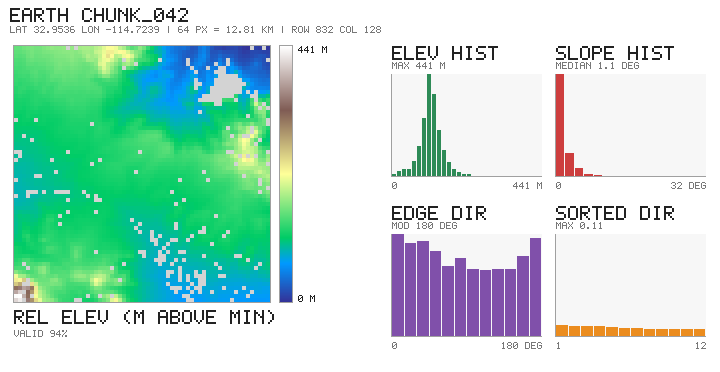 EARTH CHUNK_042
LAT 32.9536 LON -114.7239 | 64 PX = 12.81 KM | ROW 832 COL 128
441 M
0 M
REL ELEV (M ABOVE MIN)
VALID 94%
ELEV HIST
MAX 441 M
0 441 M
SLOPE HIST
MEDIAN 1.1 DEG
0 32 DEG
EDGE DIR
MOD 180 DEG
0 180 DEG
SORTED DIR
MAX 0.11
1 12